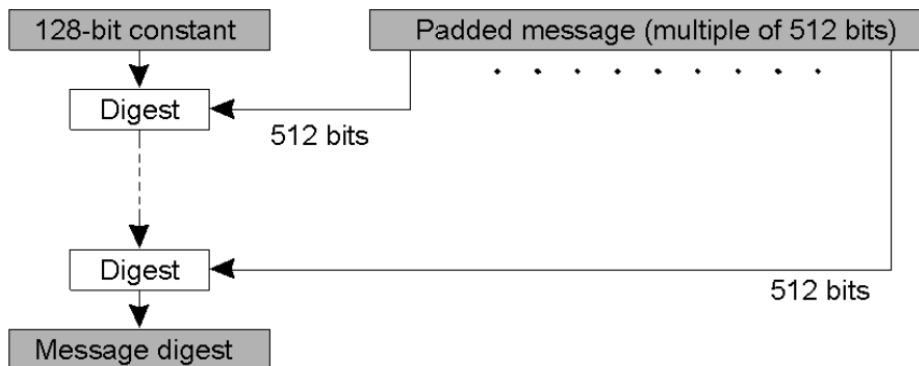 128-bit constant
Padded message (multiple of 512 bits)
Digest
512 bits
Digest
512 bits
Message digest